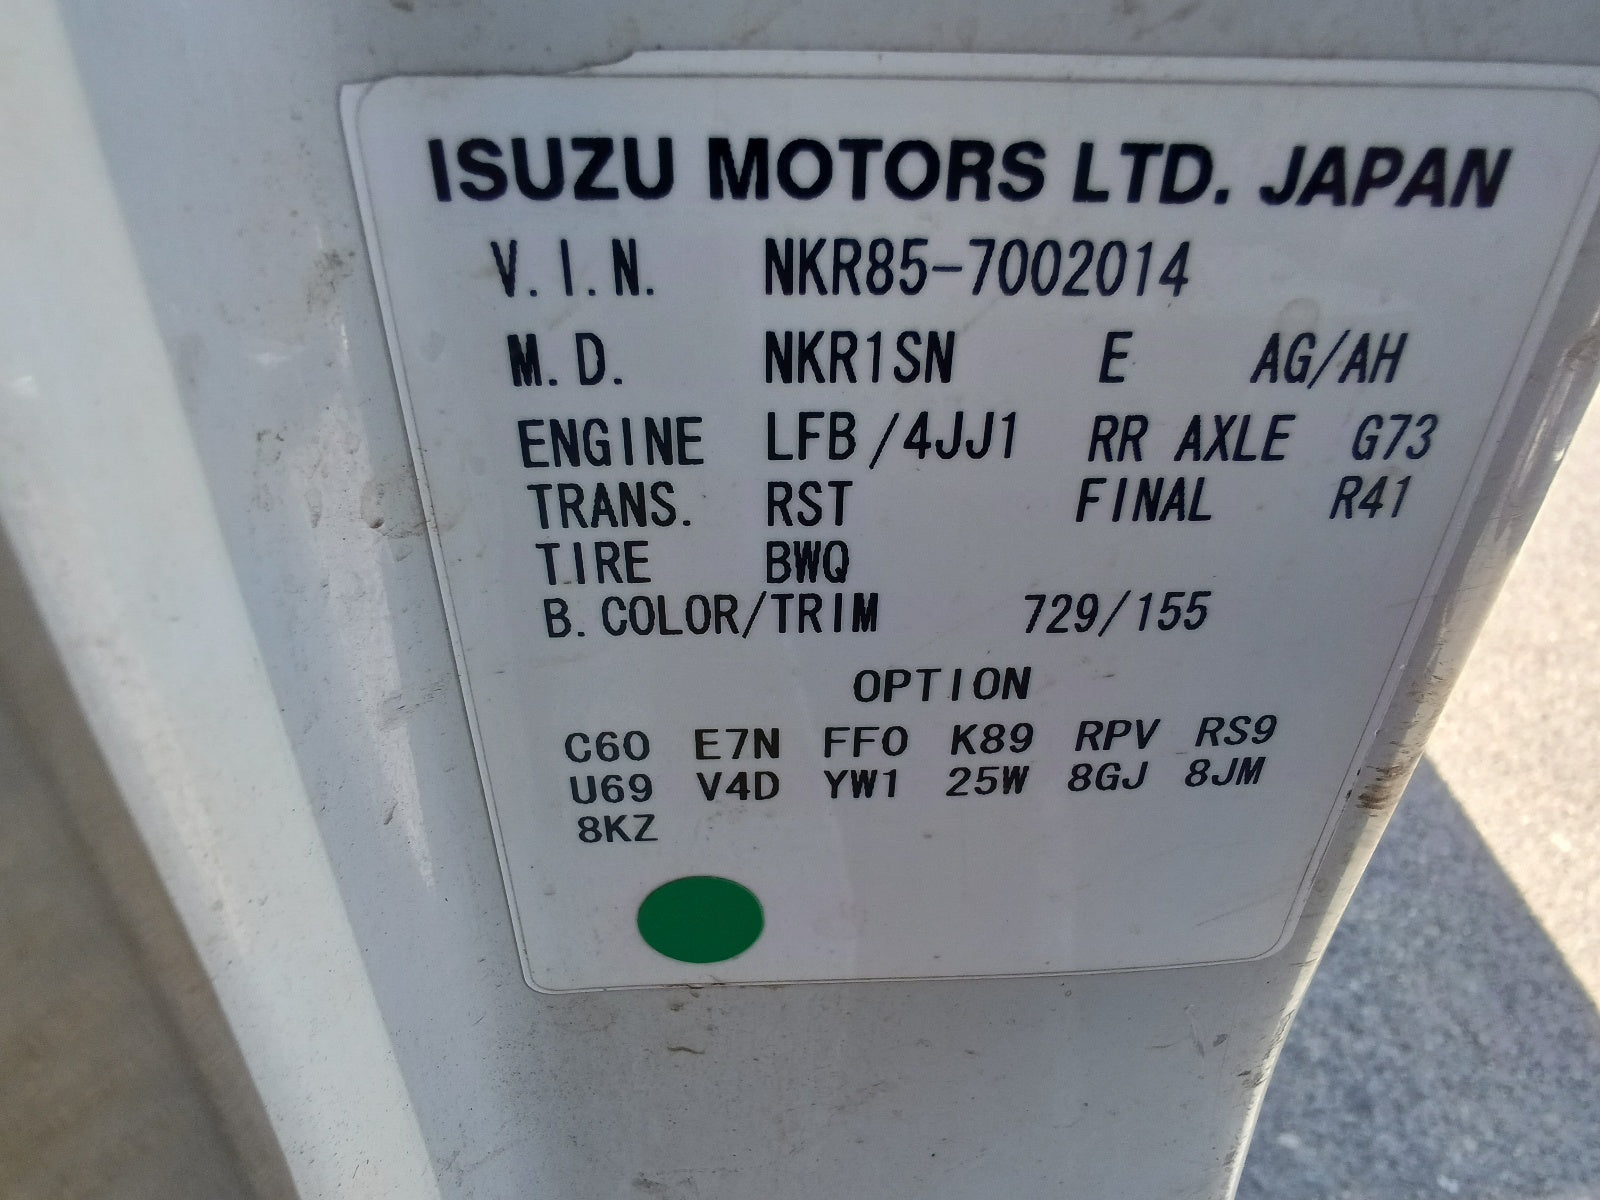 ISUZU MOTORS LTD. JAPAN
V.I.N. NKR85-7002014
M.D. NKR1SN E AG/AH
ENGINE LFB/4JJ1 RR AXLE G73
TRANS. RST FINAL R41
TIRE BWQ
B.COLOR/TRIM 729/155
OPTION
C60 E7N FF0 K89 RPV RS9
U69 V4D YW1 25W 8GJ 8JM
8KZ